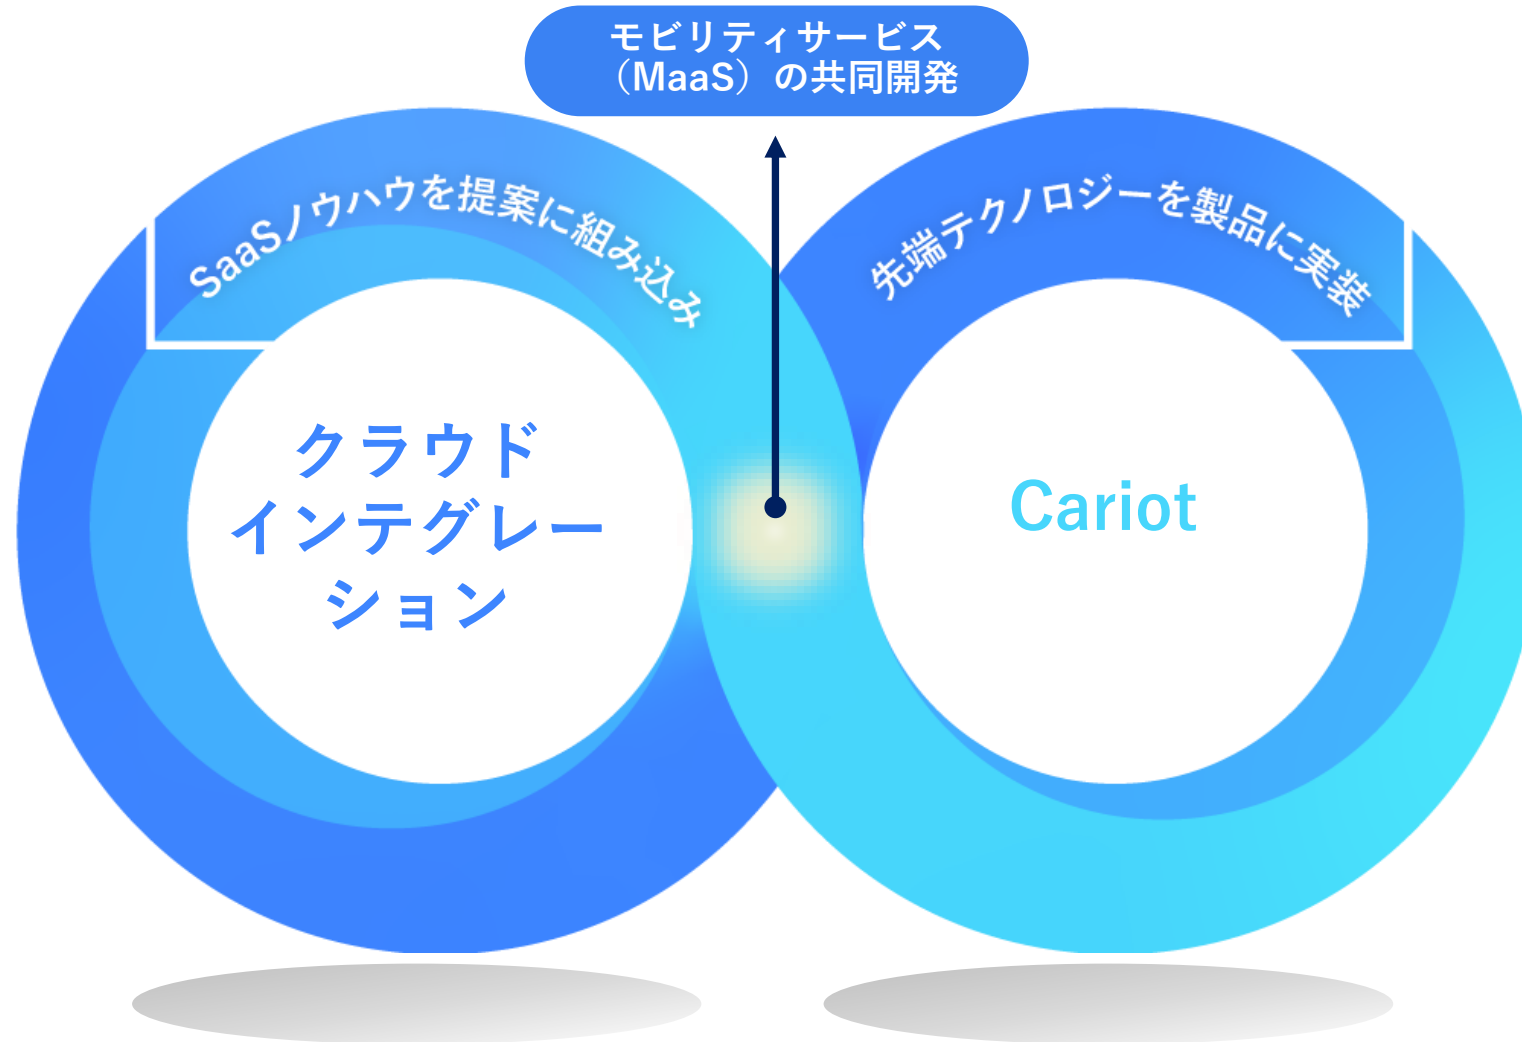 モビリティサービス
（MaaS）の共同開発
SaaSノウハウを提案に組み込み
先端テクノロジーを製品に実装
クラウド
インテグレー
ション
Cariot